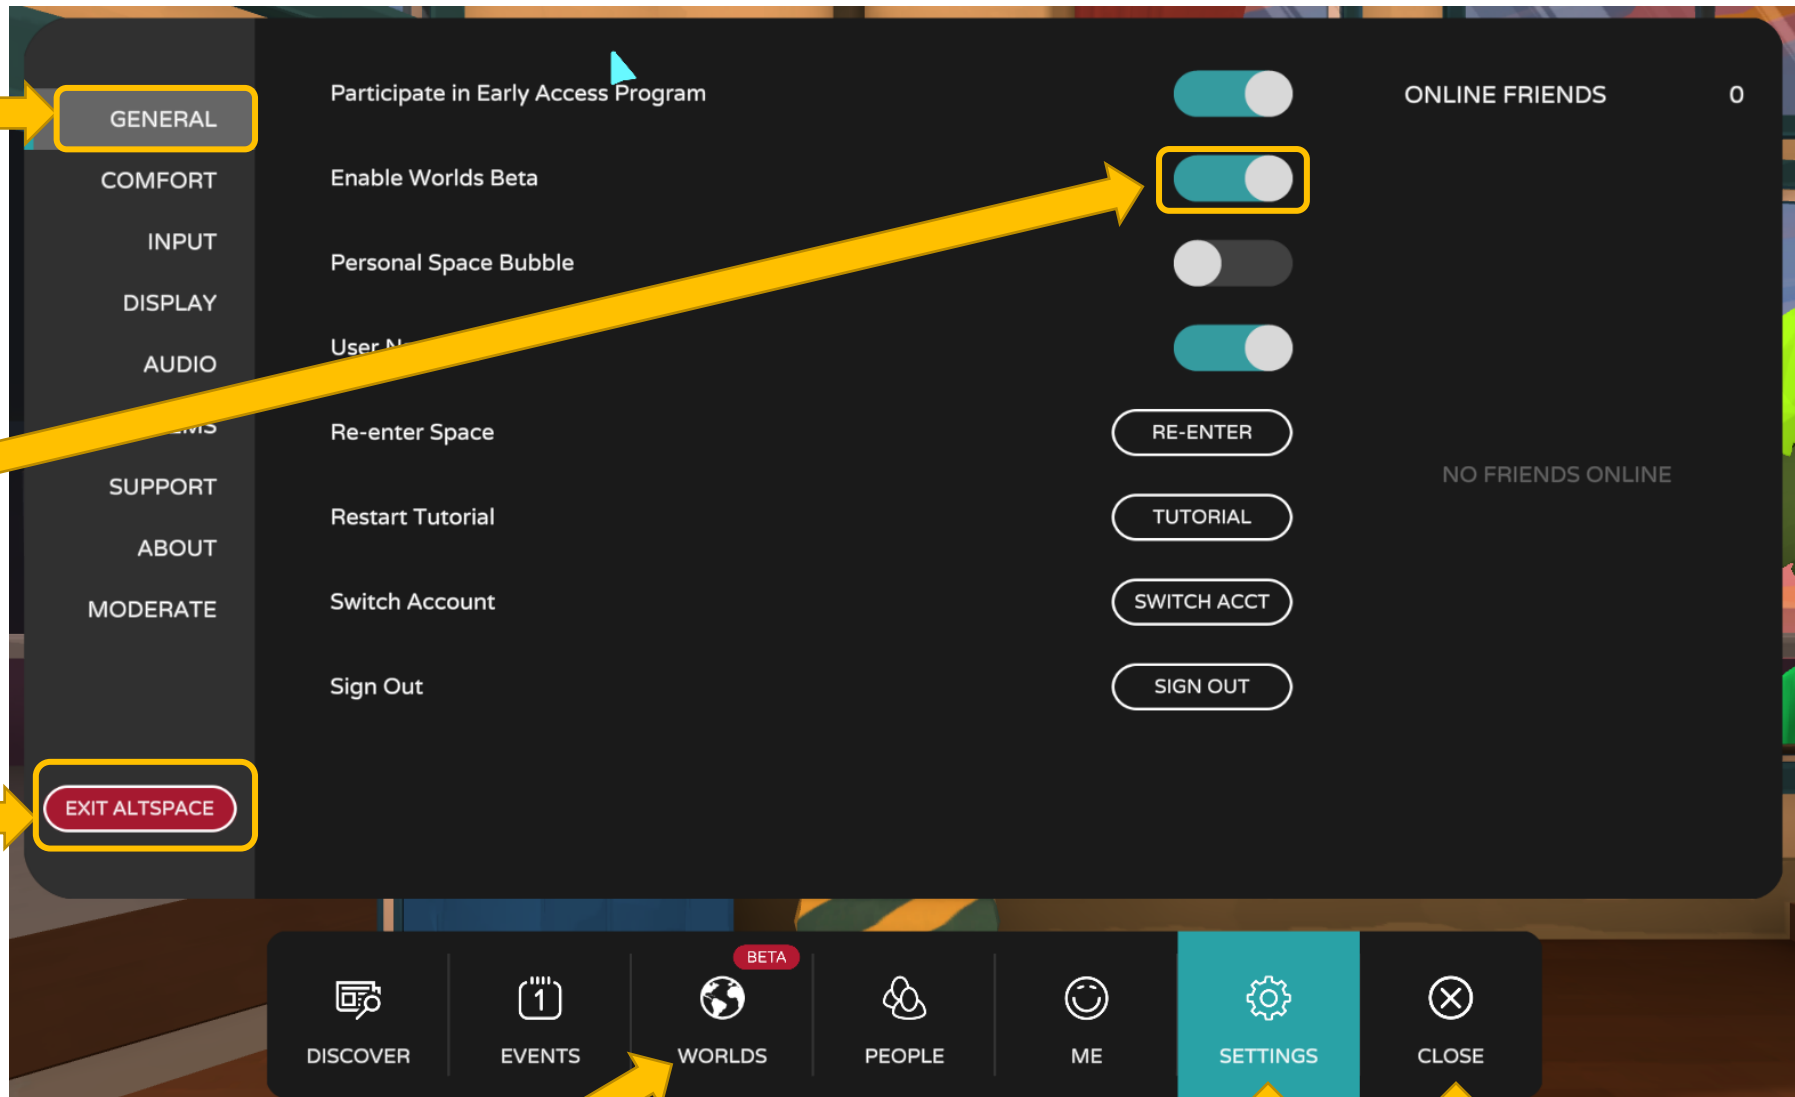 GENERAL
COMFORT
INPUT
DISPLAY
AUDIO
SUPPORT
ABOUT
MODERATE
EXIT ALTSPACE
Participate in Early Access Program
Enable Worlds Beta
Personal Space Bubble
User
Re-enter Space
RE-ENTER
Restart Tutorial
TUTORIAL
Switch Account
SWITCH ACCT
Sign Out
SIGN OUT
ONLINE FRIENDS 0
NO FRIENDS ONLINE
BETA
1
DISCOVER
EVENTS
WORLDS
PEOPLE
ME
SETTINGS
CLOSE